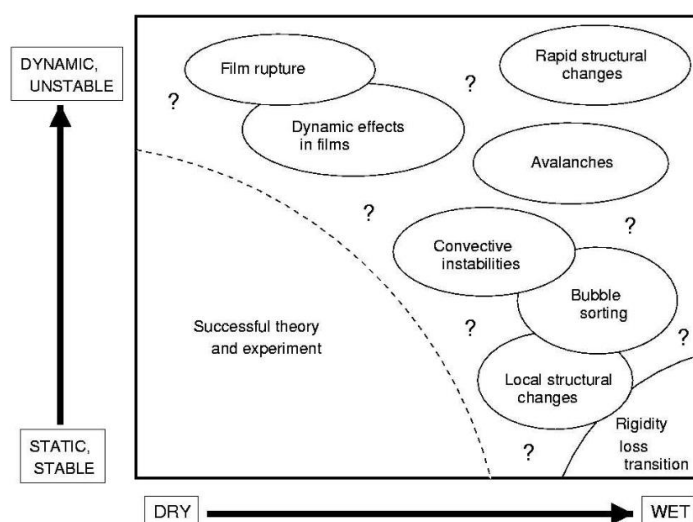 DYNAMIC,
UNSTABLE
Film rupture
?
?
Rapid structural
changes
Dynamic effects
in films
Avalanches
?
?
Convective
instabilities
Bubble
sorting
Successful theory
and experiment
?
?
Local structural
changes
Rigidity
loss
transition
?
STATIC,
STABLE
DRY
WET